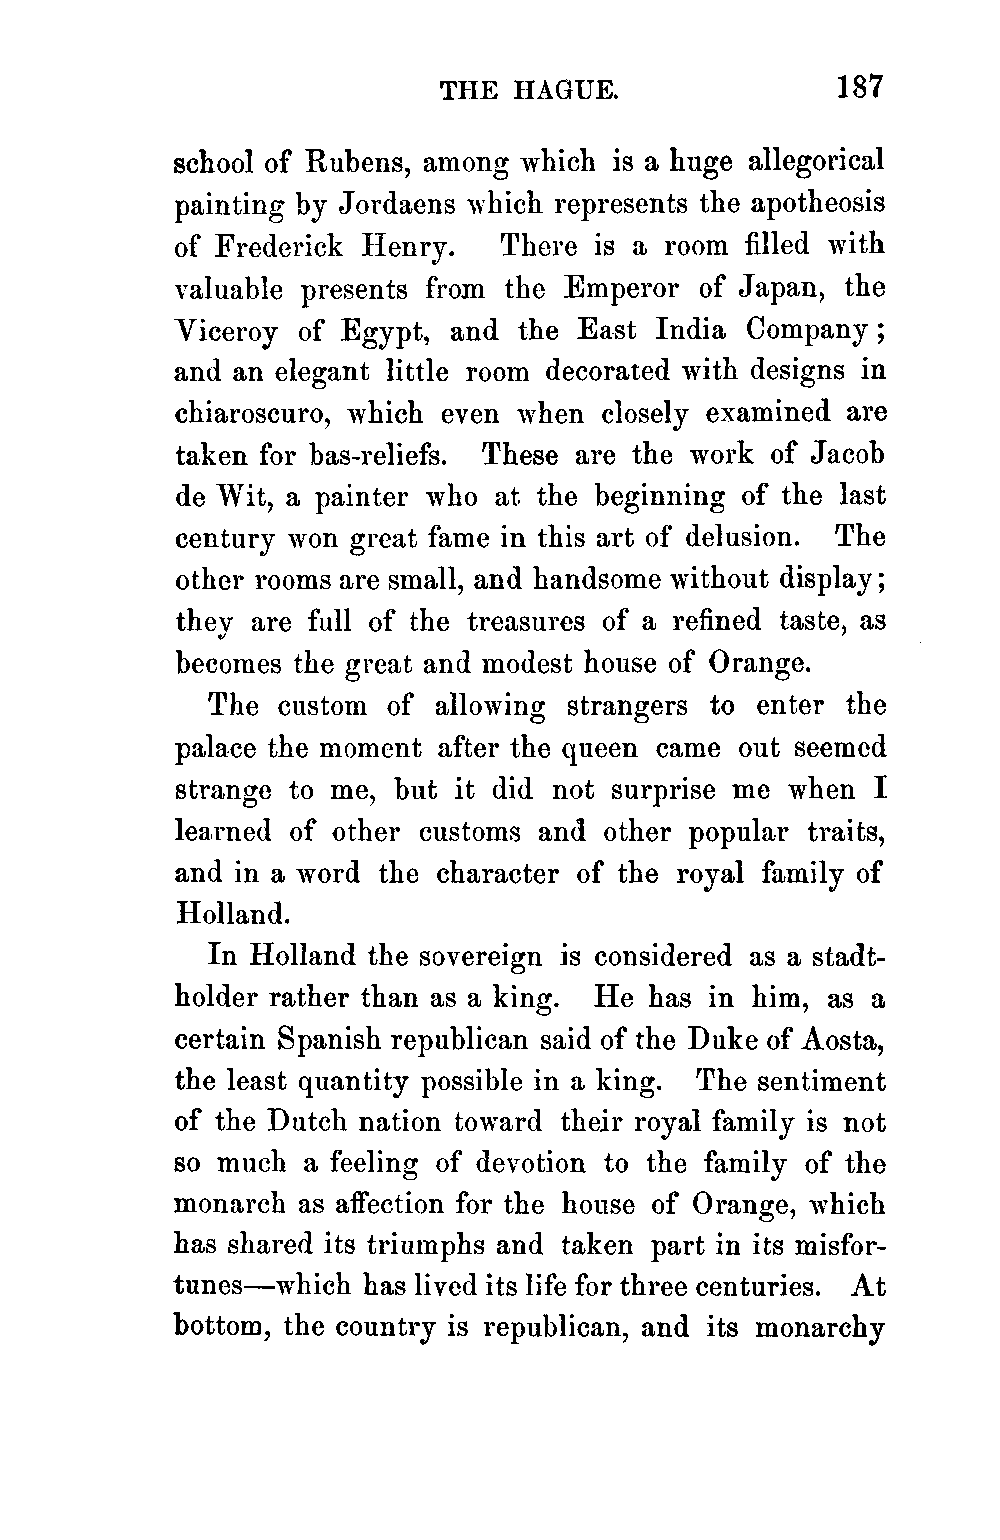 THE HAGUE. 187
school of Rubens, among which is a huge allegorical
painting by Jordaens which represents the apotheosis
of Frederick Henry. There is a room filled with
valuable presents from the Emperor of Japan, the
Viceroy of Egypt, and the East India Company;
and an elegant little room decorated with designs in
chiaroscuro, which even when closely examined are
taken for bas-reliefs. These are the work of Jacob
de Wit, a painter who at the beginning of the last
century won great fame in this art of delusion. The
other rooms are small, and handsome without display;
they are full of the treasures of a refined taste, as
becomes the great and modest house of Orange.
The custom of allowing strangers to enter the
palace the moment after the queen came out seemed
strange to me, but it did not surprise me when I
learned of other customs and other popular traits,
and in a word the character of the royal family of
Holland.
In Holland the sovereign is considered as a stadt-
holder rather than as a king. He has in him, as a
certain Spanish republican said of the Duke of Aosta,
the least quantity possible in a king. The sentiment
of the Dutch nation toward their royal family is not
so much a feeling of devotion to the family of the
monarch as affection for the house of Orange, which
has shared its triumphs and taken part in its misfor-
tunes—which has lived its life for three centuries. At
bottom, the country is republican, and its monarchy